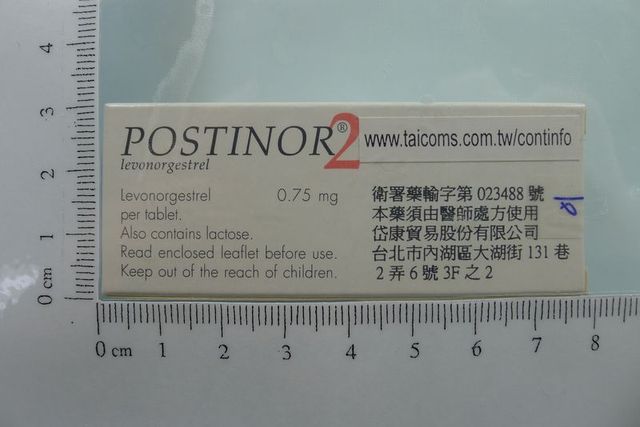 POSTINOR®2
levonorgestrel
www.taicoms.com.tw/continfo
Levonorgestrel 0.75 mg
per tablet.
Also contains lactose.
Read enclosed leaflet before use.
Keep out of the reach of children.
衛署藥輸字第 023488 號
本藥須由醫師處方使用
岱康貿易股份有限公司
台北市內湖區大湖街 131 巷
2 弄 6 號 3F 之 2
4
3
2
1
0 cm
0 cm 1 2 3 4 5 6 7 8